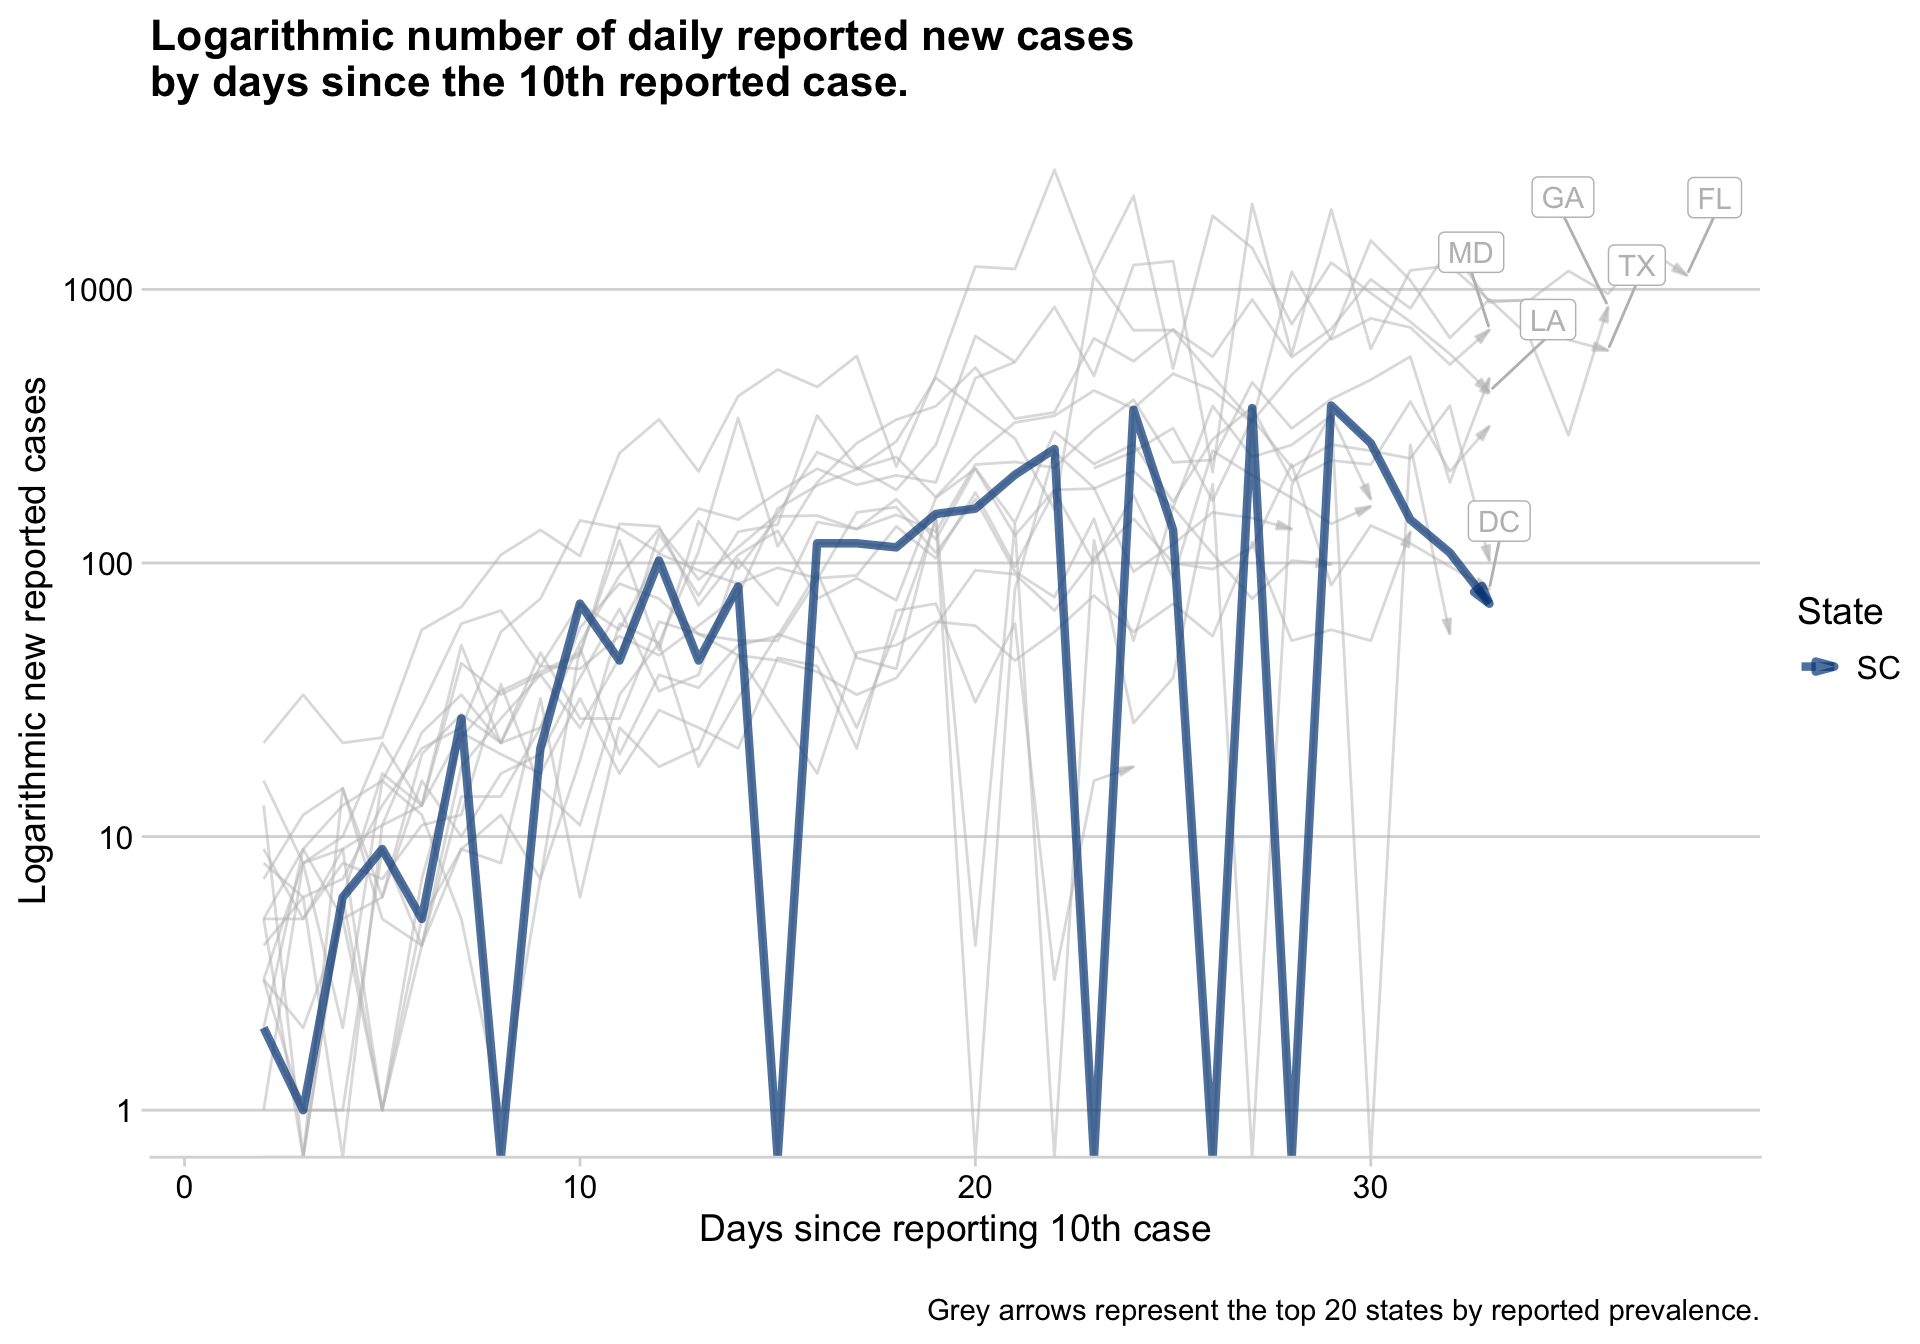 Logarithmic number of daily reported new cases
by days since the 10th reported case.
GA
FL
MD
TX
1000
LA
DC
100
State
SC
10
1
0
10
20
30
Logarithmic new reported cases
Days since reporting 10th case
Grey arrows represent the top 20 states by reported prevalence.